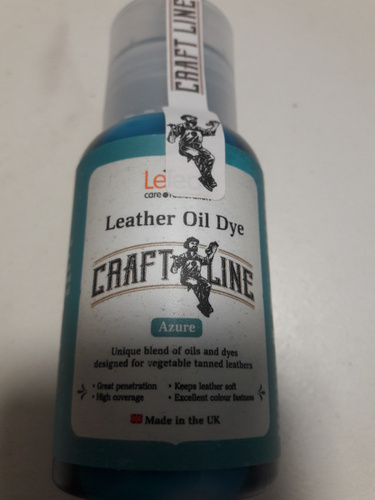 CRAFT LINE
Leather Oil Dye
CRAFT LINE
Azure
Unique blend of oils and dyes
designed for vegetable tanned leathers
• Great penetration • Keeps leather soft
• High coverage • Excellent colour fastness
Made in the UK